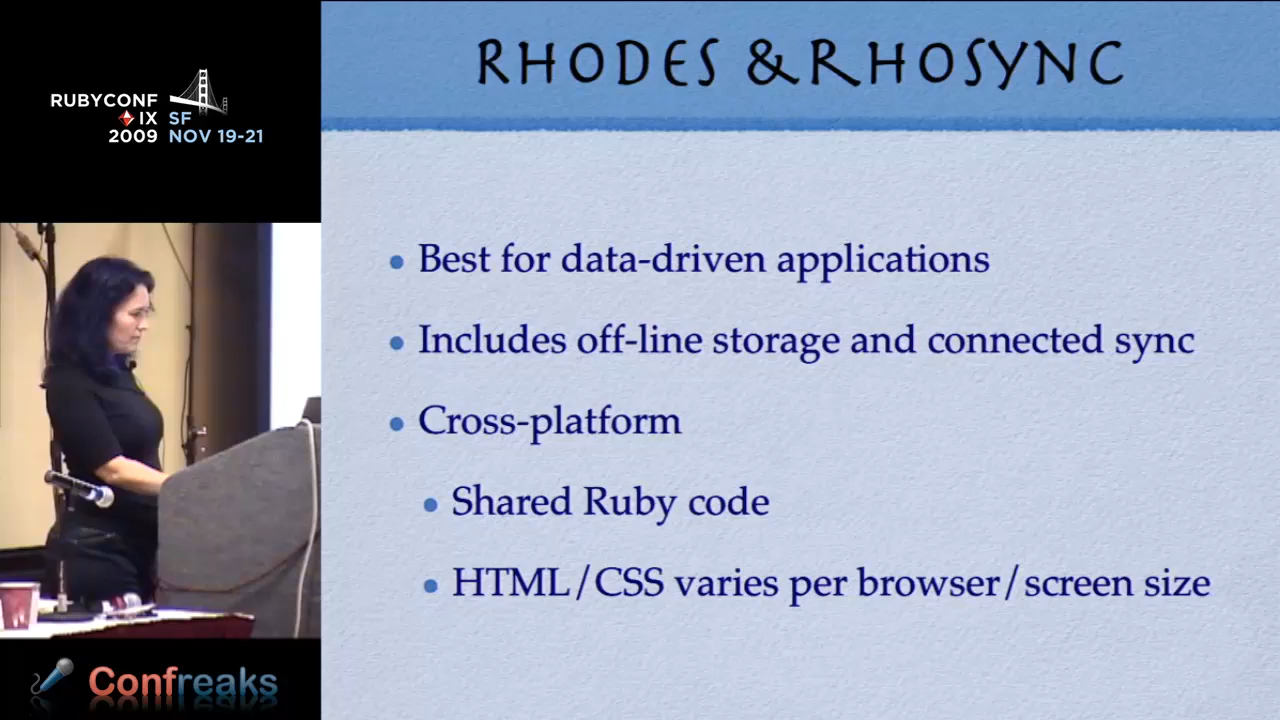 RHODES & RHOSYNC
RUBYCONF
IX SF
2009 NOV 19-21
• Best for data-driven applications
• Includes off-line storage and connected sync
• Cross-platform
• Shared Ruby code
• HTML/CSS varies per browser/screen size
Confreaks